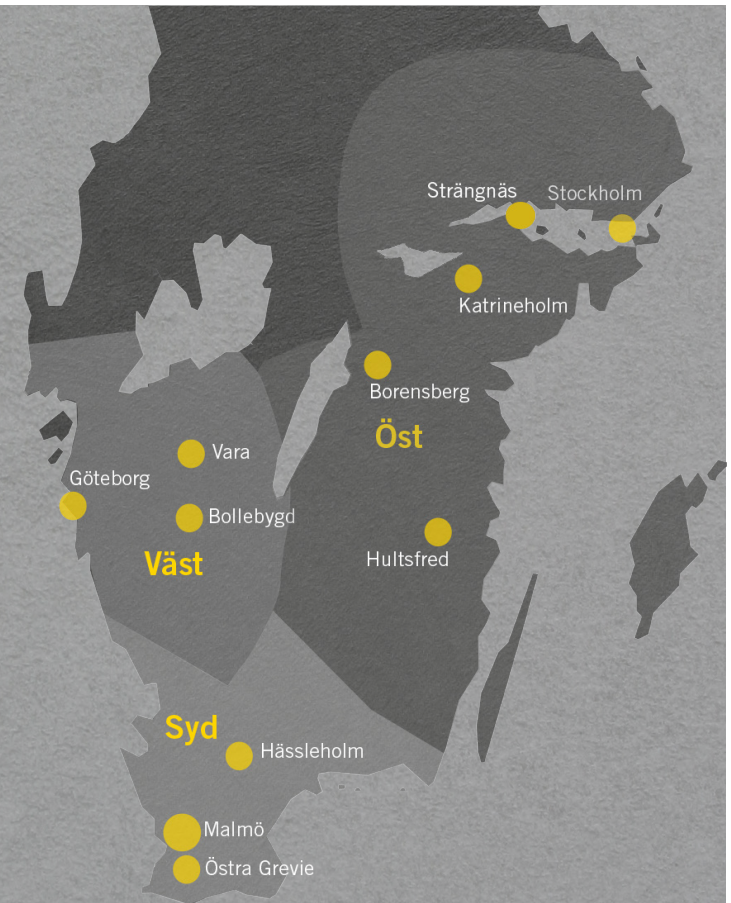 Strängnäs
Stockholm
Katrineholm
Borensberg
Öst
Vara
Göteborg
Bollebygd
Hultsfred
Väst
Syd
Hässleholm
Malmö
Östra Grevie